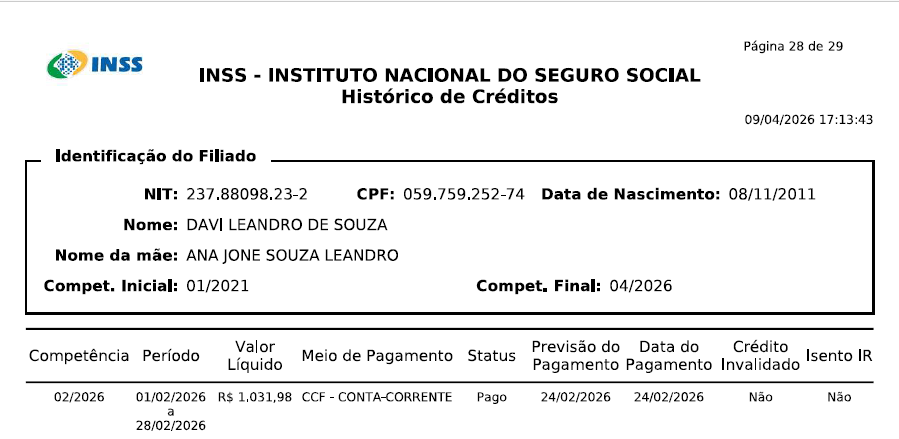 Página 28 de 29
INSS
INSS - INSTITUTO NACIONAL DO SEGURO SOCIAL
Histórico de Créditos
09/04/2026 17:13:43
Identificação do Filiado
NIT: 237.88098.23-2 CPF: 059.759.252-74 Data de Nascimento: 08/11/2011
Nome: DAVI LEANDRO DE SOUZA
Nome da mãe: ANA JONE SOUZA LEANDRO
Compet. Inicial: 01/2021 Compet. Final: 04/2026
Competência Período Valor Líquido Meio de Pagamento Status Previsão do Pagamento Data do Pagamento Crédito Invalidado Isento IR
02/2026 01/02/2026 a 28/02/2026 R$ 1.031,98 CCF - CONTA-CORRENTE Pago 24/02/2026 24/02/2026 Não Não